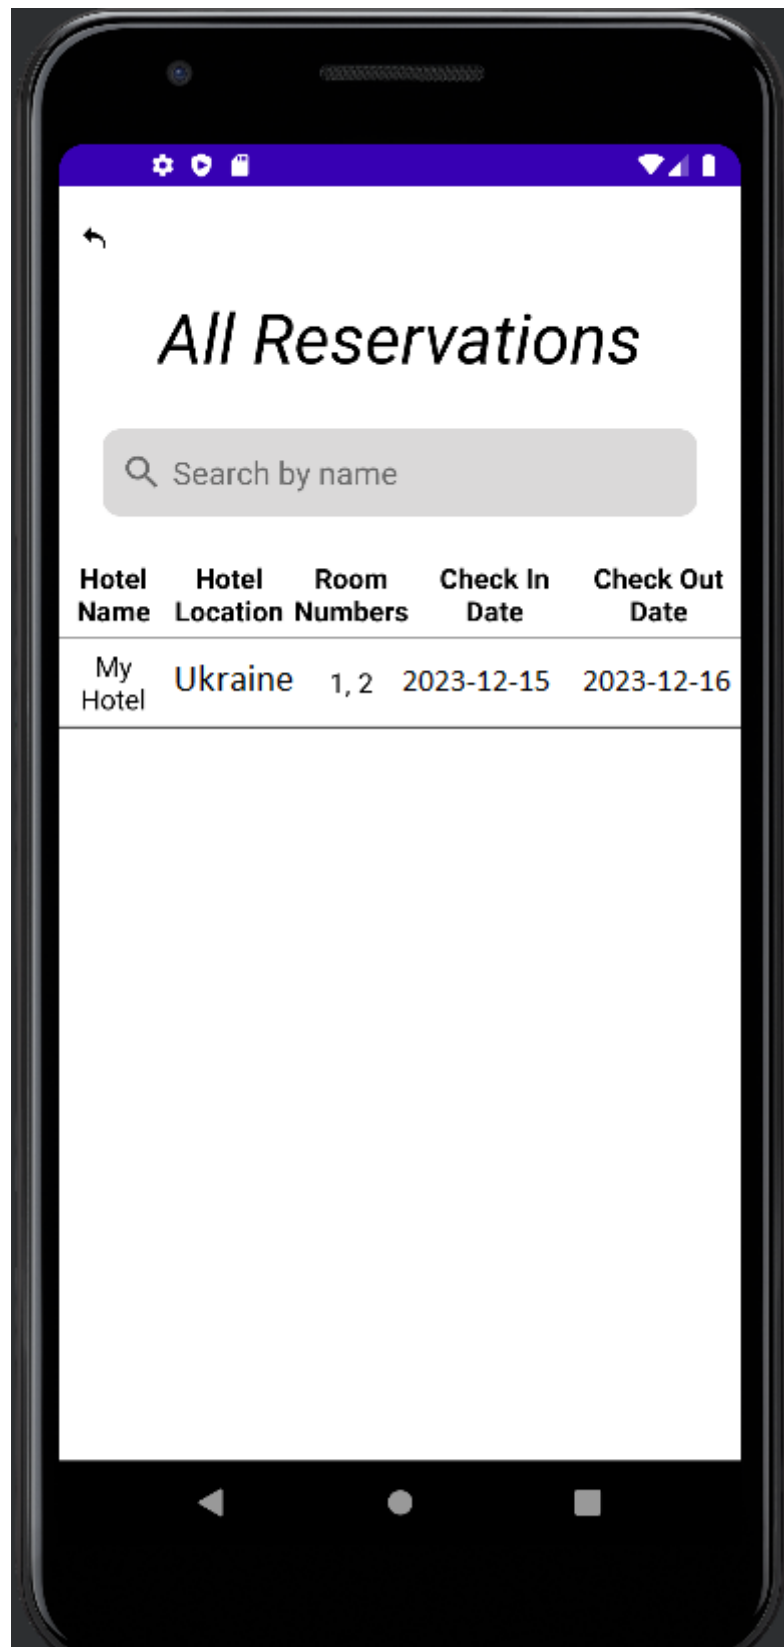 All Reservations
Search by name
Hotel Name Hotel Location Room Numbers Check In Date Check Out Date
My Hotel Ukraine 1, 2 2023-12-15 2023-12-16